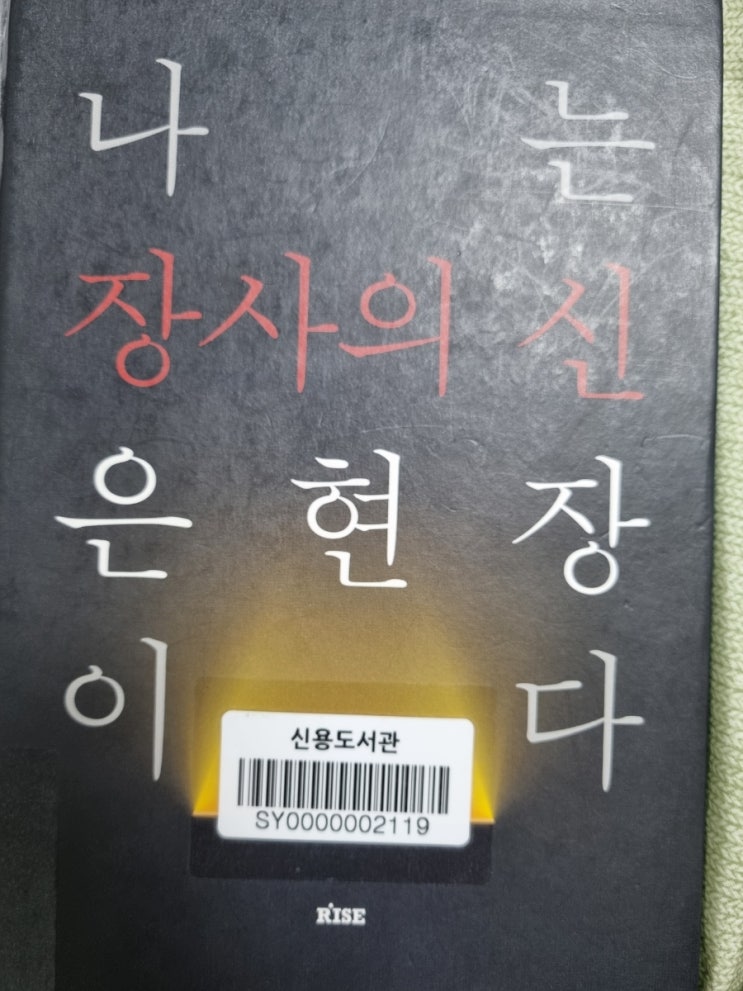 나 는
장사의 신
은 현 장
이 다
신용도서관
SY0000002119
RISE